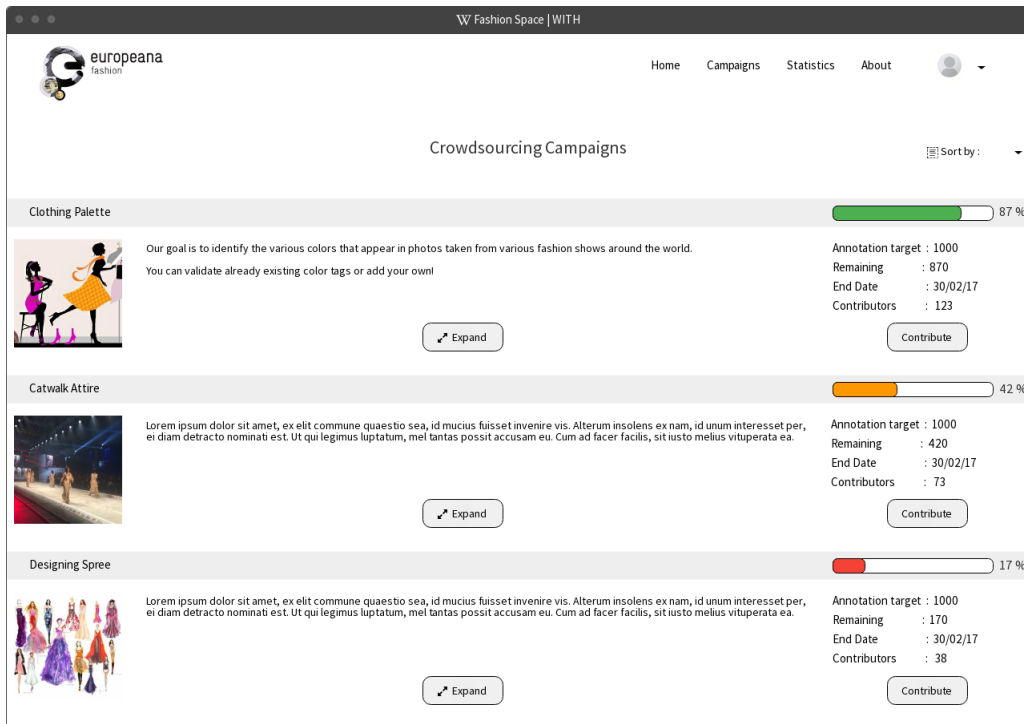 W Fashion Space | WITH
europeana
fashion
Home Campaigns Statistics About
Crowdsourcing Campaigns
Sort by :
Clothing Palette
87 %
Our goal is to identify the various colors that appear in photos taken from various fashion shows around the world.
You can validate already existing color tags or add your own!
Annotation target : 1000
Remaining : 870
End Date : 30/02/17
Contributors : 123
Expand
Contribute
Catwalk Attire
42 %
Lorem ipsum dolor sit amet, ex elit commune quaestio sea, id mucius fuisset invenire vis. Alterum insolens ex nam, id unum interesset per,
ei diam detracto nominati est. Ut qui legimus luptatum, mel tantas possit accusam eu. Cum ad facer facilis, sit iusto melius vituperata ea.
Annotation target : 1000
Remaining : 420
End Date : 30/02/17
Contributors : 73
Expand
Contribute
Designing Spree
17 %
Lorem ipsum dolor sit amet, ex elit commune quaestio sea, id mucius fuisset invenire vis. Alterum insolens ex nam, id unum interesset per,
ei diam detracto nominati est. Ut qui legimus luptatum, mel tantas possit accusam eu. Cum ad facer facilis, sit iusto melius vituperata ea.
Annotation target : 1000
Remaining : 170
End Date : 30/02/17
Contributors : 38
Expand
Contribute